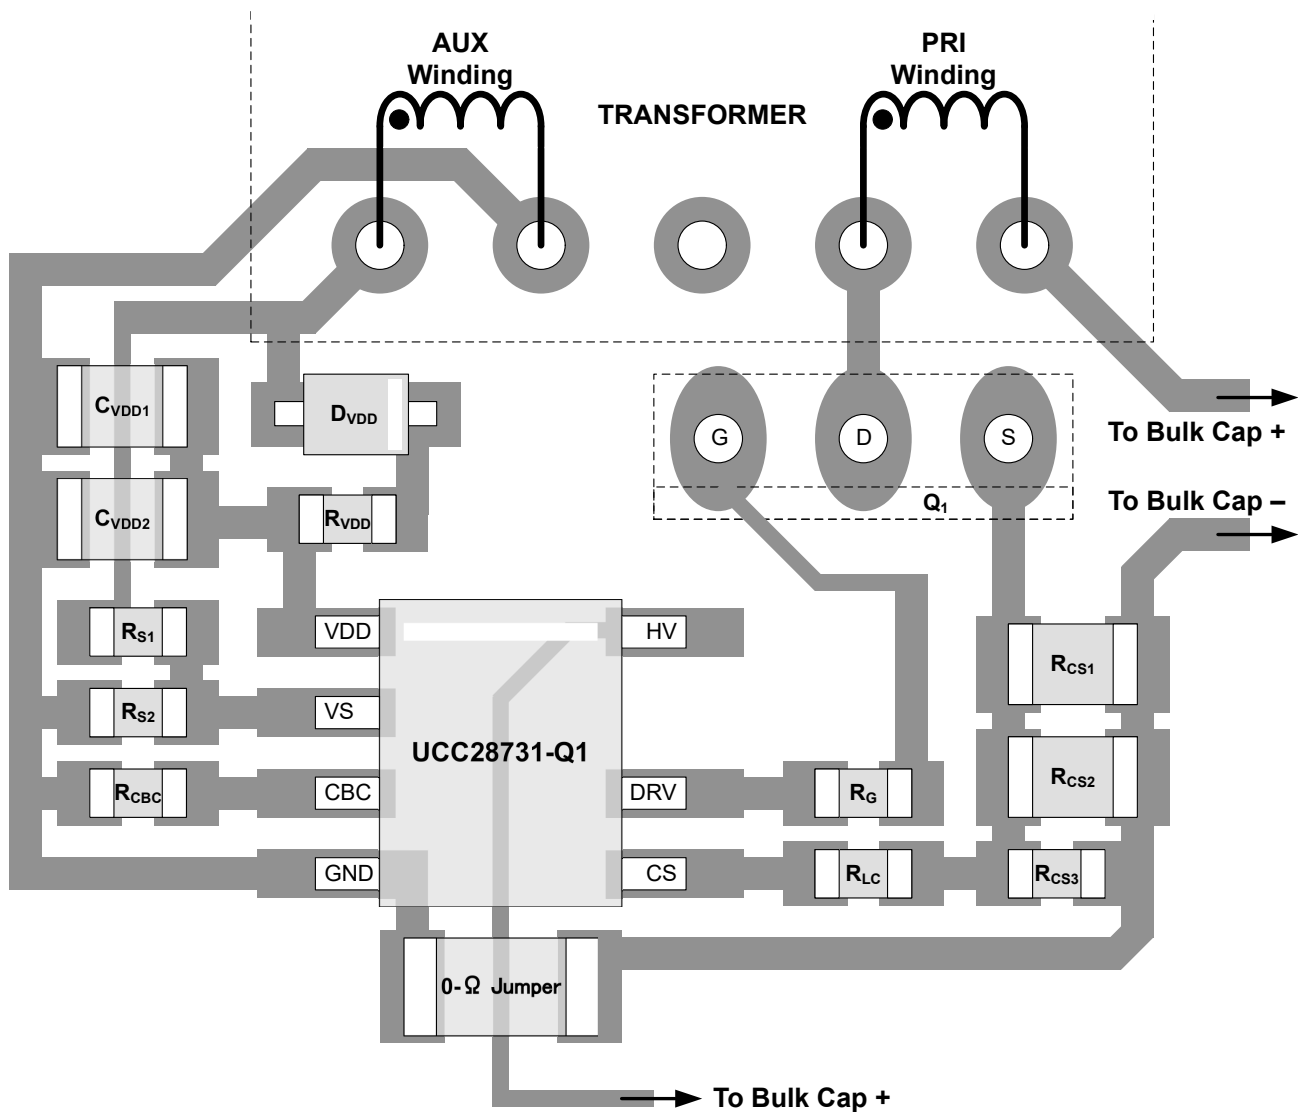 AUX
Winding
PRI
Winding
TRANSFORMER
CVDD1
DVDD
G
D
S
To Bulk Cap +
To Bulk Cap –
Q1
CVDD2
RVDD
RS1
VDD
HV
RCS1
RS2
VS
UCC28731-Q1
RCS2
RCBC
CBC
DRV
RG
GND
CS
RLC
RCS3
0-Ω Jumper
To Bulk Cap +